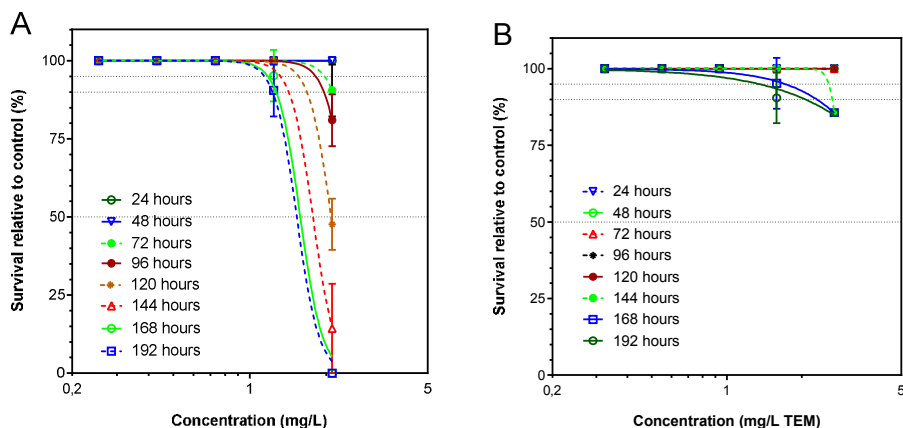 A
Survival relative to control (%)
100
75
50
25
0
24 hours
48 hours
72 hours
96 hours
120 hours
144 hours
168 hours
192 hours
0,2
1
5
Concentration (mg/L)
B
Survival relative to control (%)
100
75
50
25
0
24 hours
48 hours
72 hours
96 hours
120 hours
144 hours
168 hours
192 hours
0,2
1
5
Concentration (mg/L TEM)